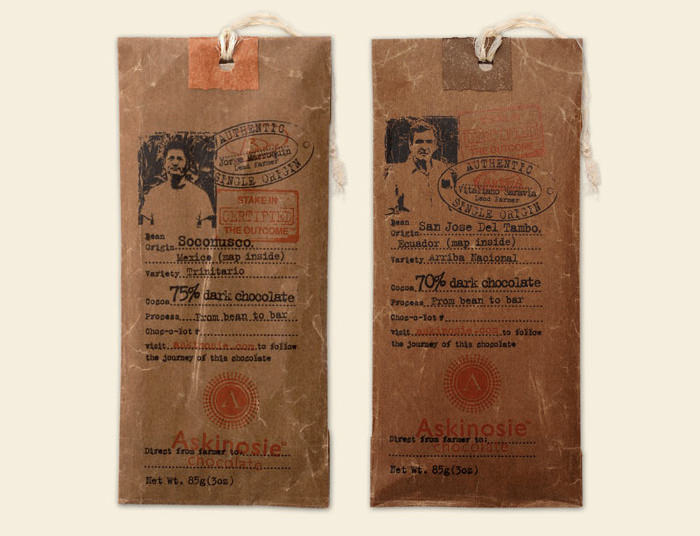 AUTHENTIC
Lead Farmer
SINGLE ORIGIN
STAKE IN
CERTIFIED
THE OUTCOME
Bean
Origin Soconusco,
Mexico (map inside)
Variety Trinitario
Cocoa 75% dark chocolate
Process From bean to bar
Choc-o-lot #
visit askinosie.com to follow
the journey of this chocolate
A
Askinosie™
Direct from farmer to:
chocolate
Net Wt. 85g(3oz)
AUTHENTIC
Vitaliano Saravia
Lead Farmer
SINGLE ORIGIN
Bean
Origin San Jose Del Tambo,
Ecuador (map inside)
Variety Arriba Nacional
Cocoa 70% dark chocolate
Process From bean to bar
Choc-o-lot #
visit askinosie.com to follow
the journey of this chocolate
A
Askinosie™
Direct from farmer to:
chocolate
Net Wt. 85g(3oz)